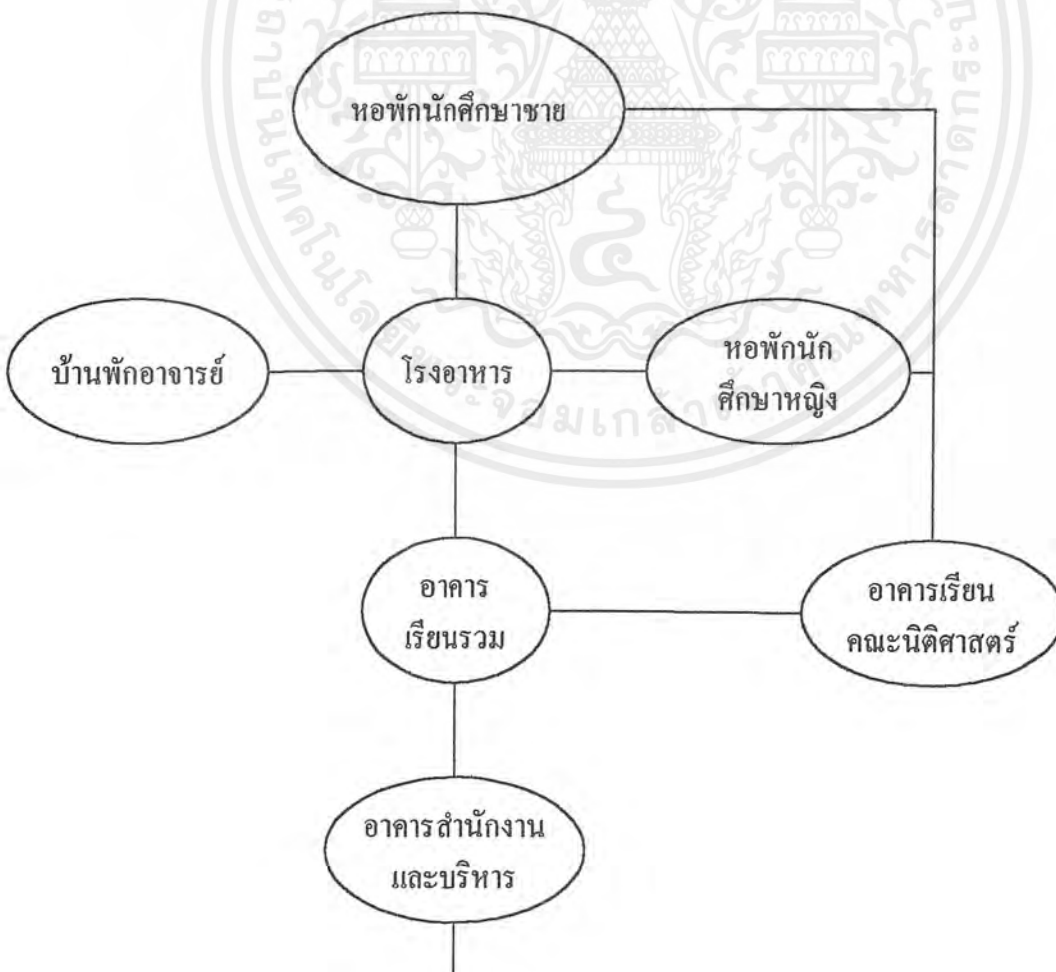 หอพักนักศึกษาชาย
บ้านพักอาจารย์
โรงอาหาร
หอพักนัก
ศึกษาหญิง
อาคาร
เรียนรวม
อาคารเรียน
คณะนิติศาสตร์
อาคารสำนักงาน
และบริหาร